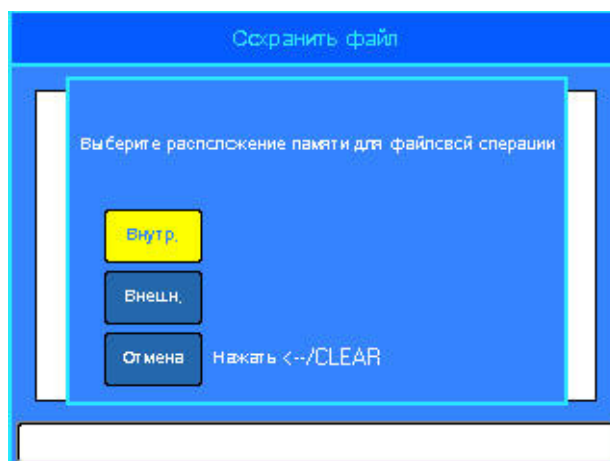 Сохранить файл
Выберите расположение памяти для файловой операции
Внутр.
Внешн.
Отмена Нажать <--/CLEAR